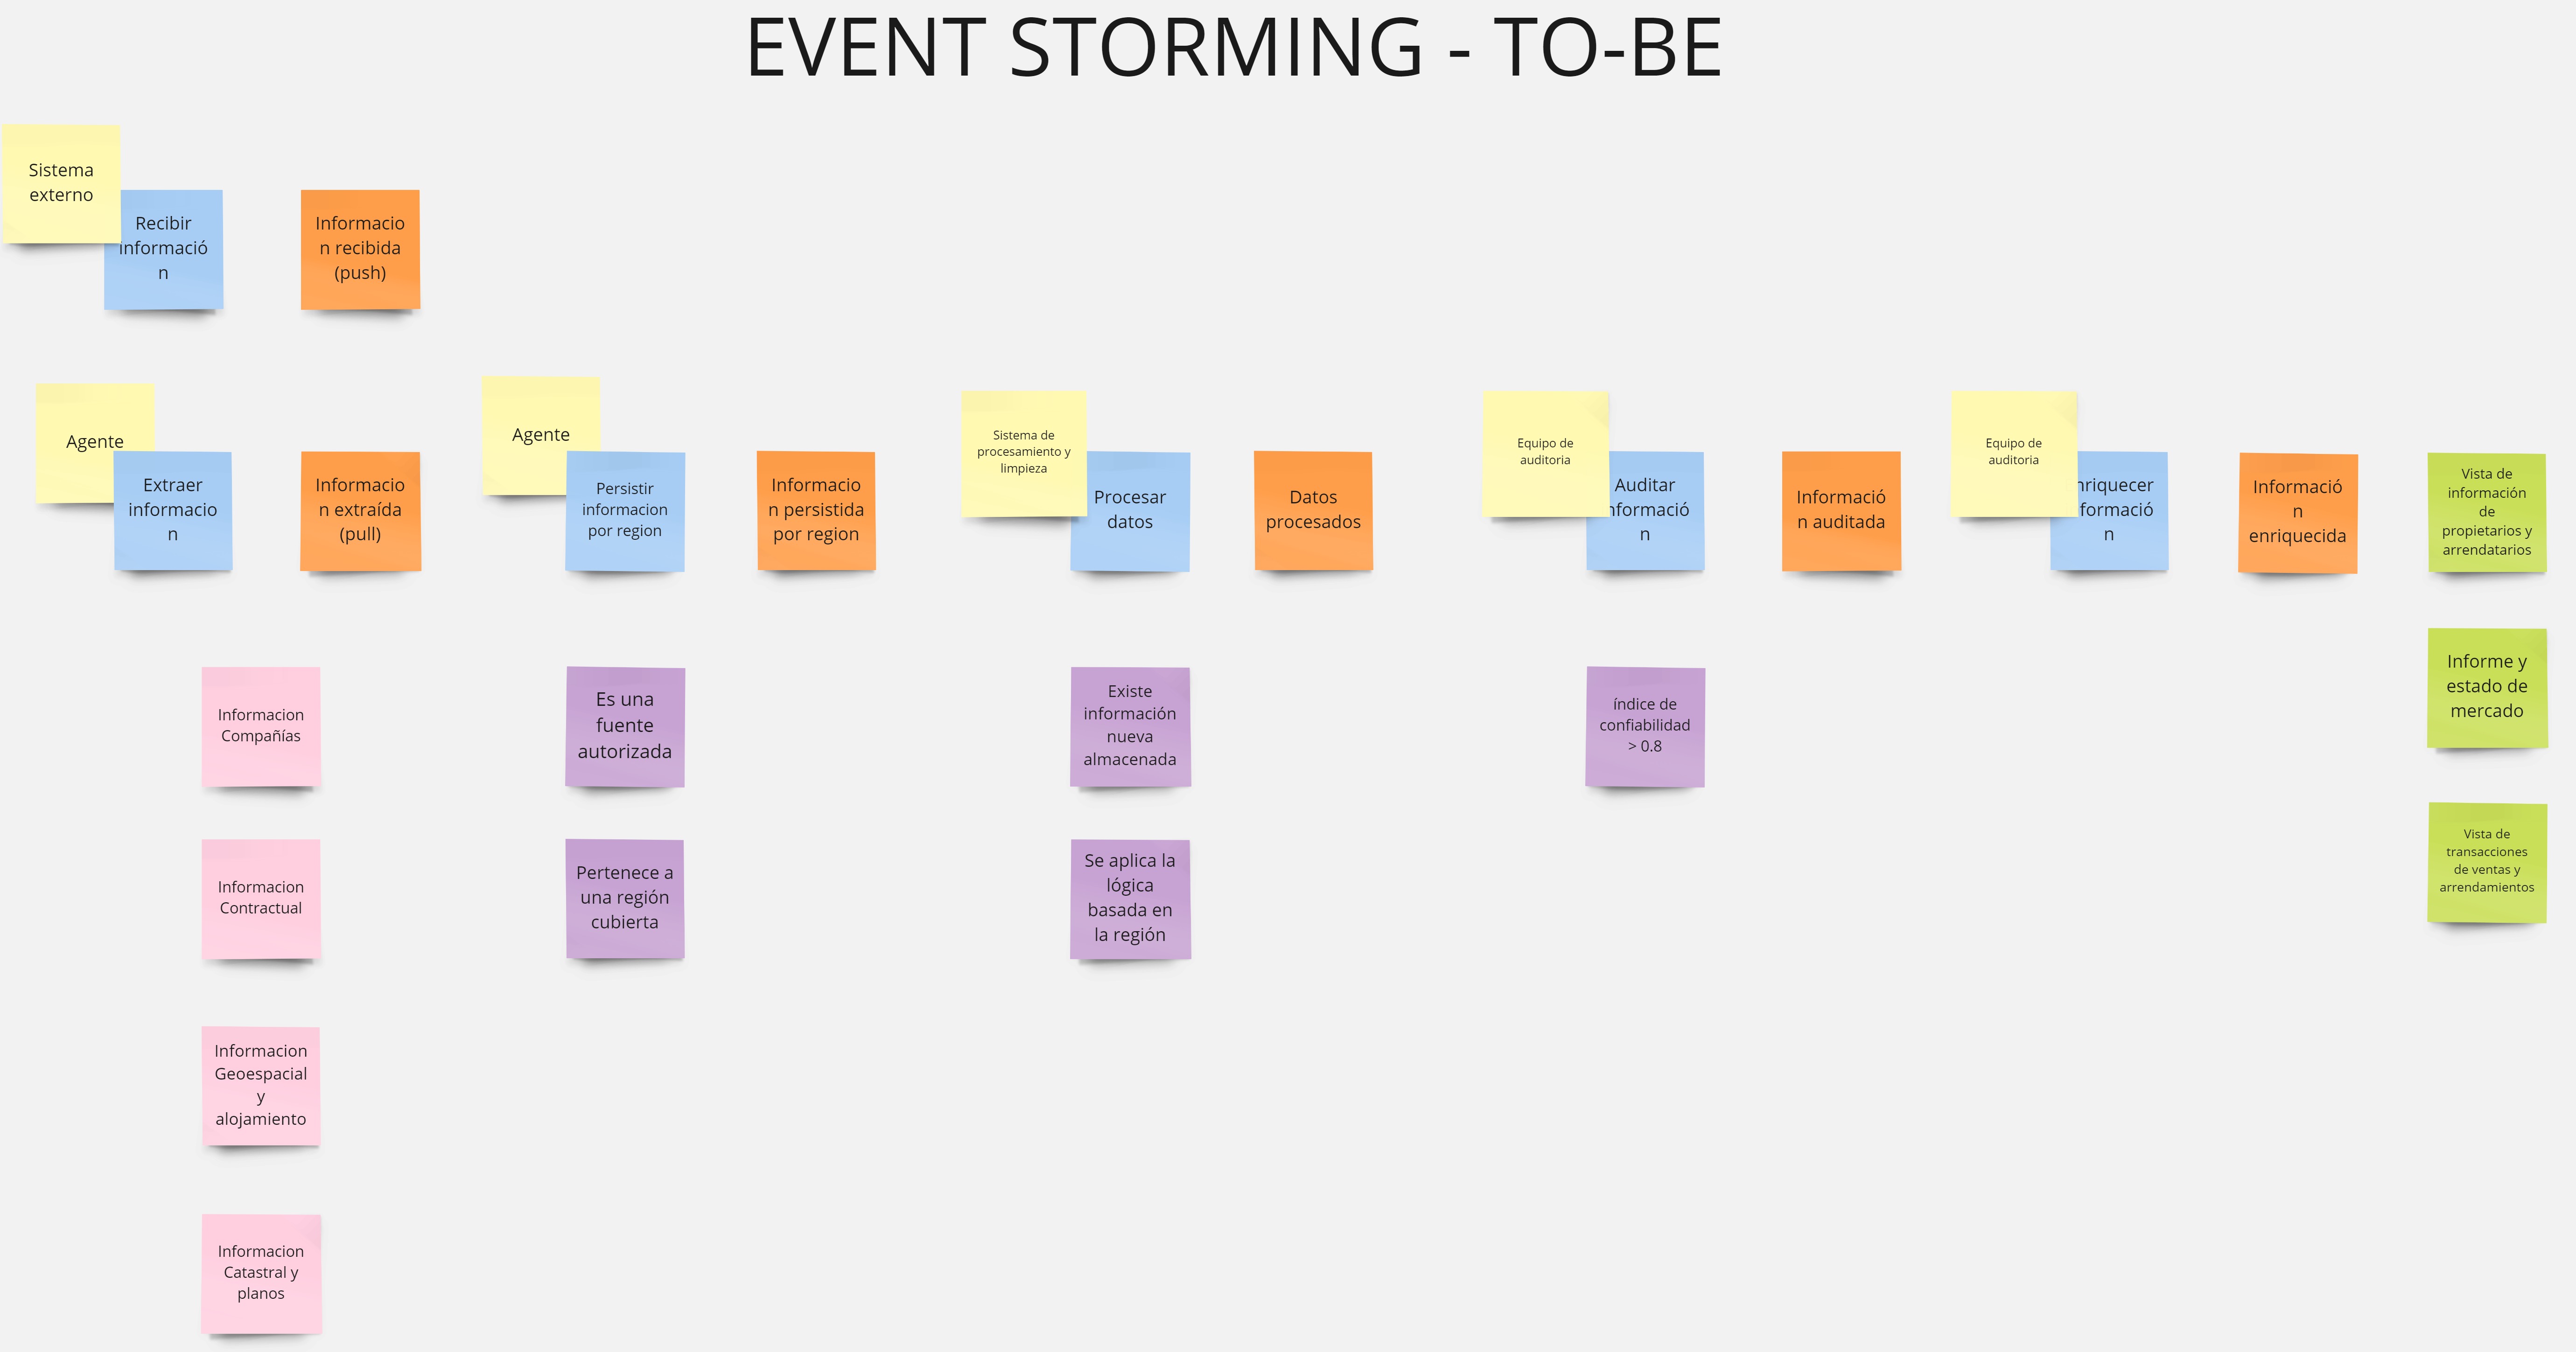 EVENT STORMING - TO-BE
Sistema
externo
Recibir
informació
n
Informacio
n recibida
(push)
Agente
Extraer
informacio
n
Informacio
n extraída
(pull)
Agente
Persistir
informacion
por region
Informacio
n persistida
por region
Sistema de
procesamiento y
limpieza
Procesar
datos
Datos
procesados
Equipo de
auditoria
Auditar
nformació
n
Informació
n auditada
Equipo de
auditoria
nriquecer
formació
n
Informació
n
enriquecida
Vista de
información
de
propietarios y
arrendatarios
Informacion
Compañías
Es una
fuente
autorizada
Existe
información
nueva
almacenada
índice de
confiabilidad
> 0.8
Informe y
estado de
mercado
Informacion
Contractual
Pertenece a
una región
cubierta
Se aplica la
lógica
basada en
la región
Vista de
transacciones
de ventas y
arrendamientos
Informacion
Geoespacial
y
alojamiento
Informacion
Catastral y
planos